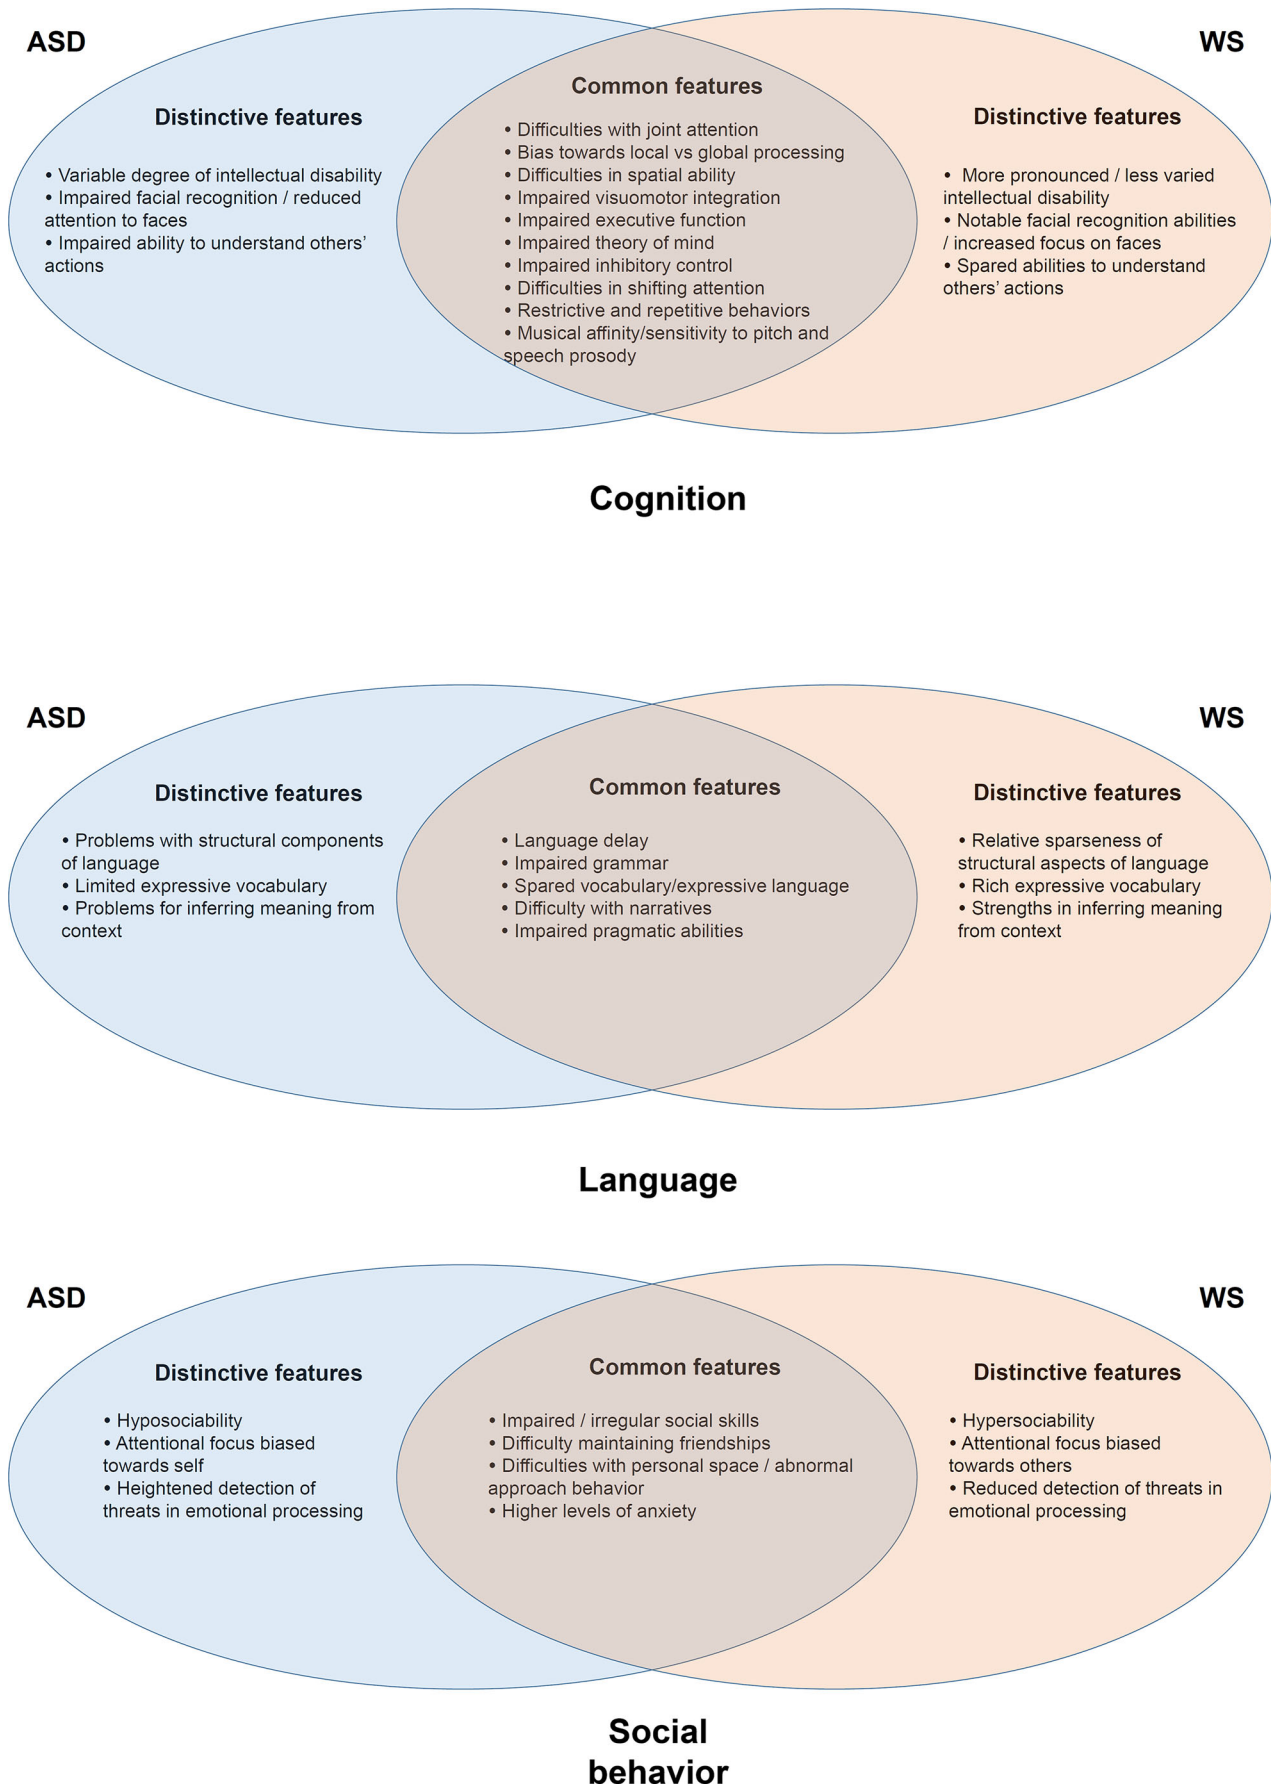 ASD
WS
Distinctive features
• Variable degree of intellectual disability
• Impaired facial recognition / reduced
attention to faces
• Impaired ability to understand others’
actions
Common features
• Difficulties with joint attention
• Bias towards local vs global processing
• Difficulties in spatial ability
• Impaired visuomotor integration
• Impaired executive function
• Impaired theory of mind
• Impaired inhibitory control
• Difficulties in shifting attention
• Restrictive and repetitive behaviors
• Musical affinity/sensitivity to pitch and
speech prosody
Distinctive features
• More pronounced / less varied
intellectual disability
• Notable facial recognition abilities
/ increased focus on faces
• Spared abilities to understand
others’ actions
Cognition
ASD
WS
Distinctive features
• Problems with structural components
of language
• Limited expressive vocabulary
• Problems for inferring meaning from
context
Common features
• Language delay
• Impaired grammar
• Spared vocabulary/expressive language
• Difficulty with narratives
• Impaired pragmatic abilities
Distinctive features
• Relative sparseness of
structural aspects of language
• Rich expressive vocabulary
• Strengths in inferring meaning
from context
Language
ASD
WS
Distinctive features
• Hyposociability
• Attentional focus biased
towards self
• Heightened detection of
threats in emotional processing
Common features
• Impaired / irregular social skills
• Difficulty maintaining friendships
• Difficulties with personal space / abnormal
approach behavior
• Higher levels of anxiety
Distinctive features
• Hypersociability
• Attentional focus biased
towards others
• Reduced detection of threats in
emotional processing
Social
behavior